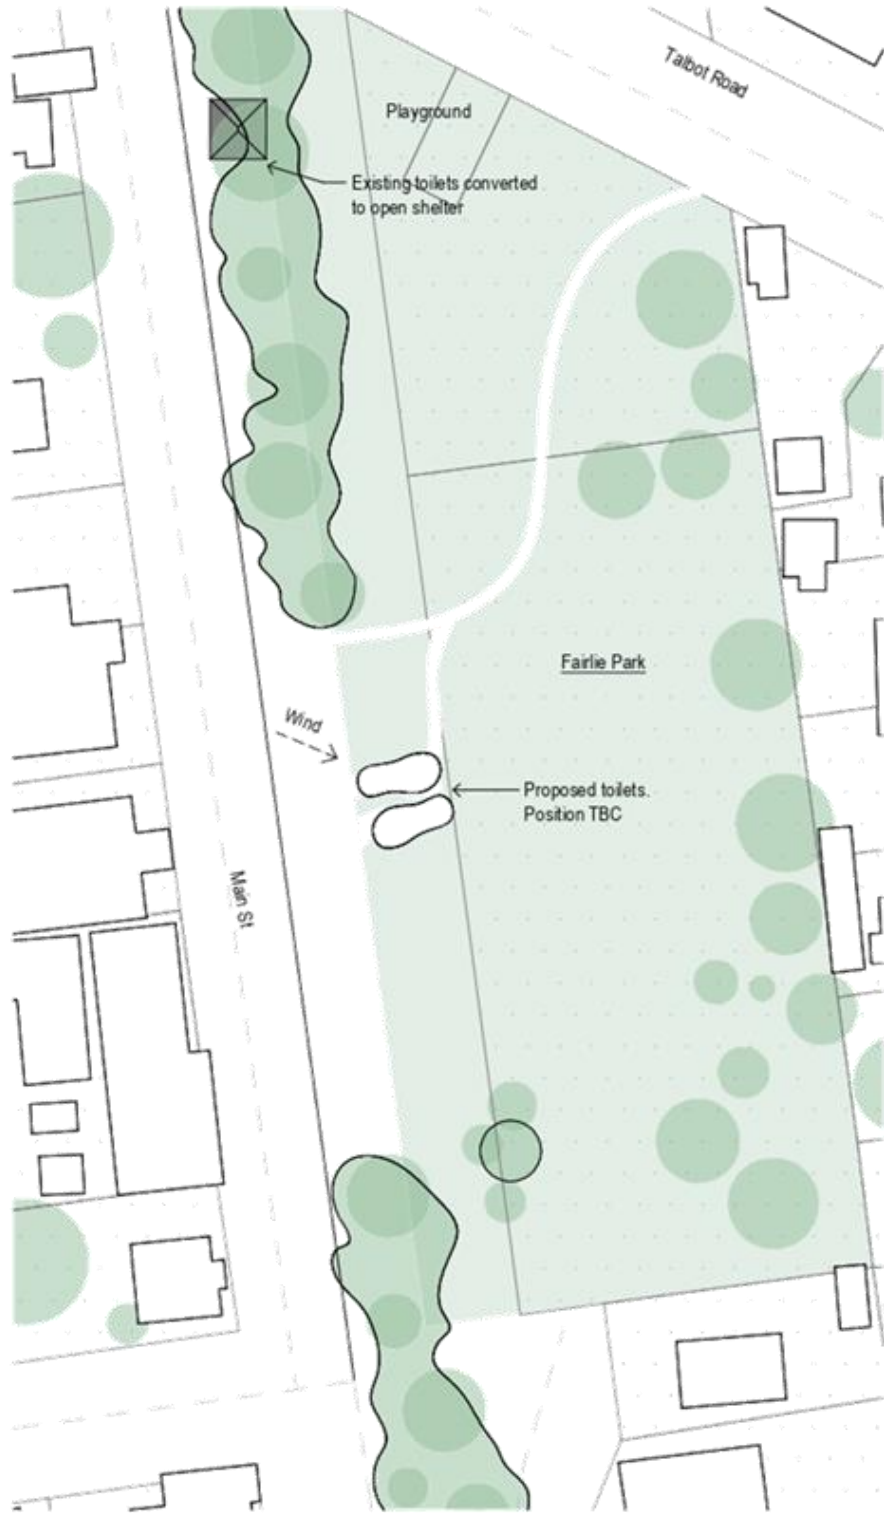 Talbot Road
Playground
Existing toilets converted
to open shelter
Fairlie Park
Wind
Proposed toilets.
Position TBC
Main St